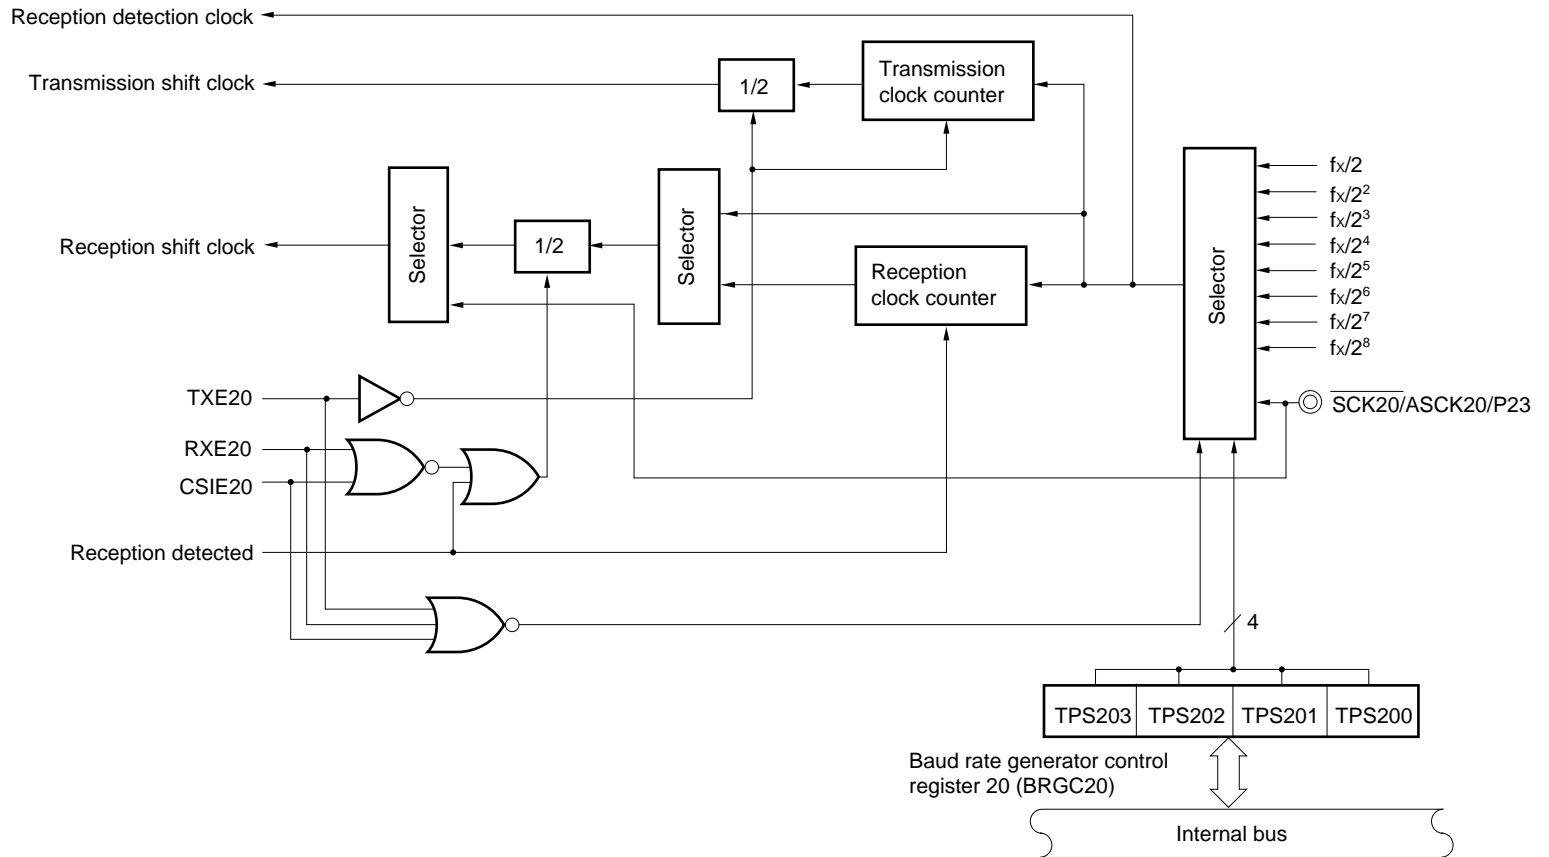 Reception detection clock
Transmission shift clock
1/2
Transmission
clock counter
Selector
Reception shift clock
1/2
Selector
Reception
clock counter
Selector
fx/2
fx/2²
fx/2³
fx/2⁴
fx/2⁵
fx/2⁶
fx/2⁷
fx/2⁸
SCK20/ASCK20/P23
TXE20
RXE20
CSIE20
Reception detected
4
TPS203 TPS202 TPS201 TPS200
Baud rate generator control
register 20 (BRGC20)
Internal bus